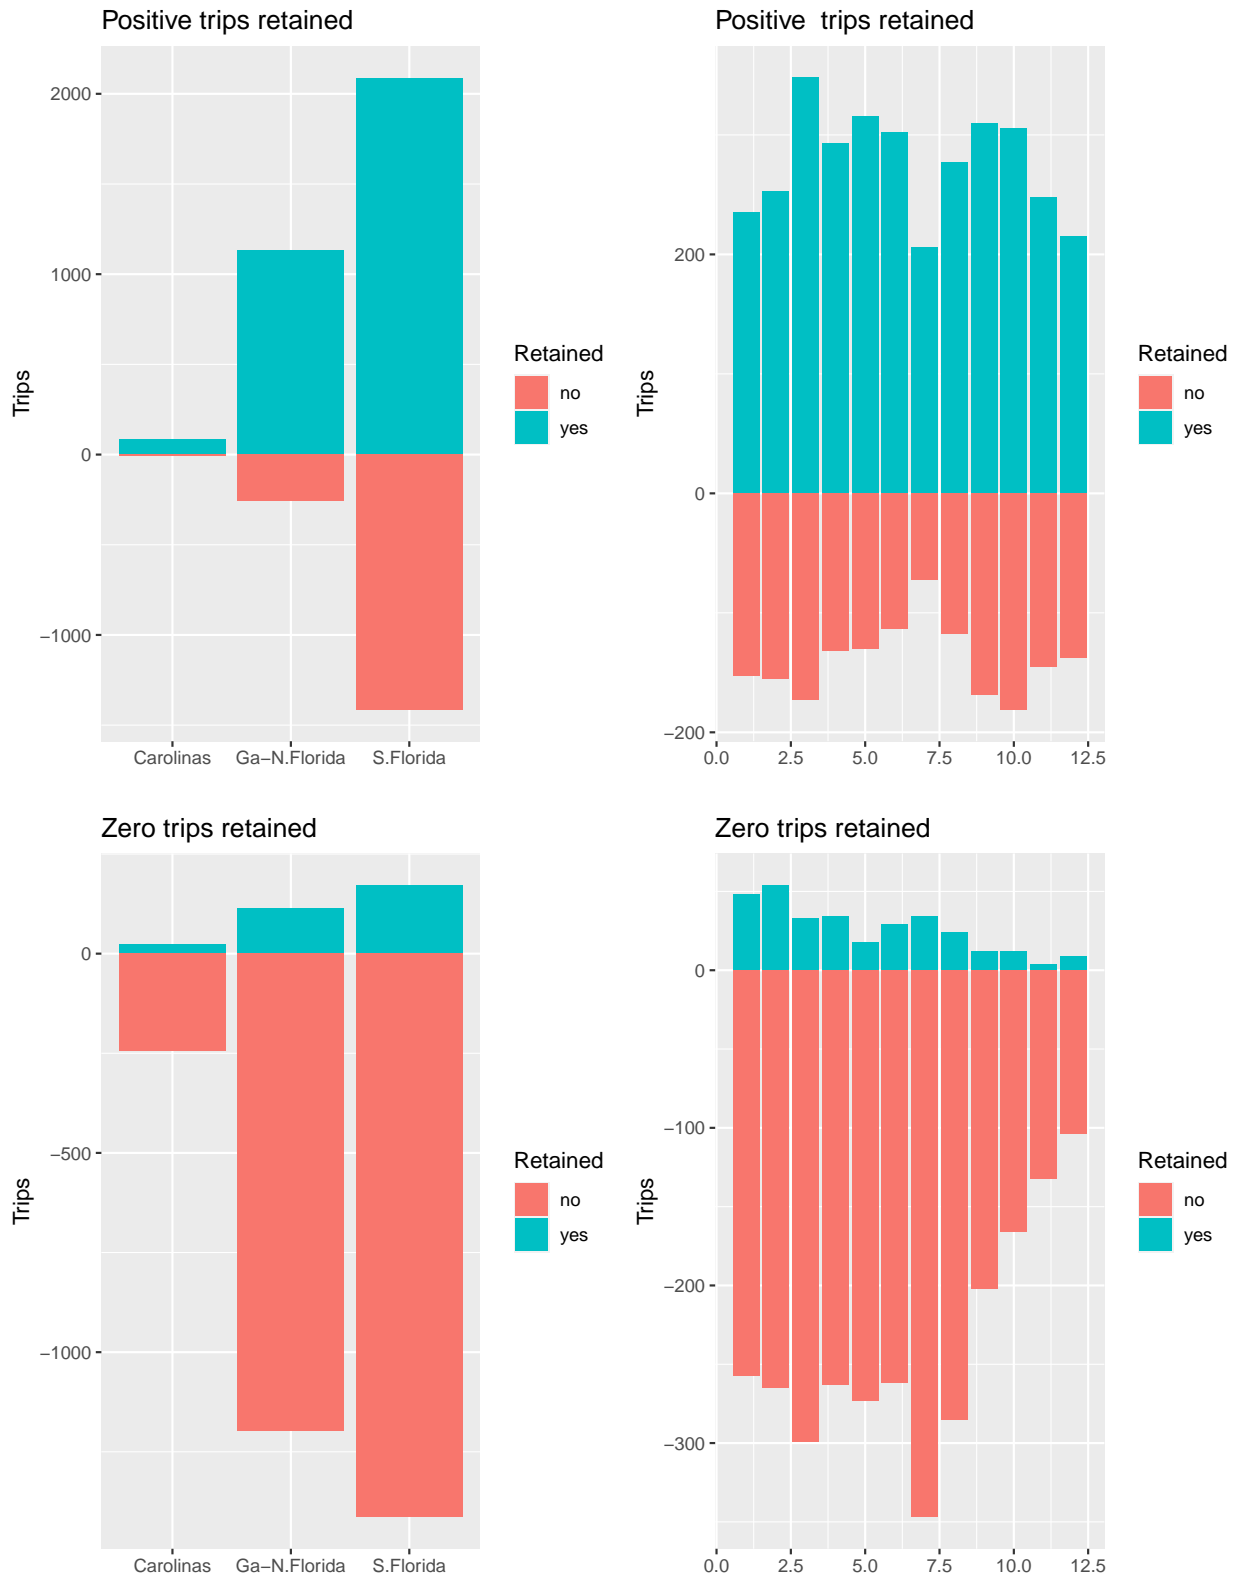 Positive trips retained
2000
1000
0
−1000
Trips
Carolinas
Ga−N.Florida
S.Florida
Retained
no
yes
Positive  trips retained
200
0
−200
Trips
0.0
2.5
5.0
7.5
10.0
12.5
Retained
no
yes
Zero trips retained
0
−500
−1000
Trips
Carolinas
Ga−N.Florida
S.Florida
Retained
no
yes
Zero trips retained
0
−100
−200
−300
Trips
0.0
2.5
5.0
7.5
10.0
12.5
Retained
no
yes